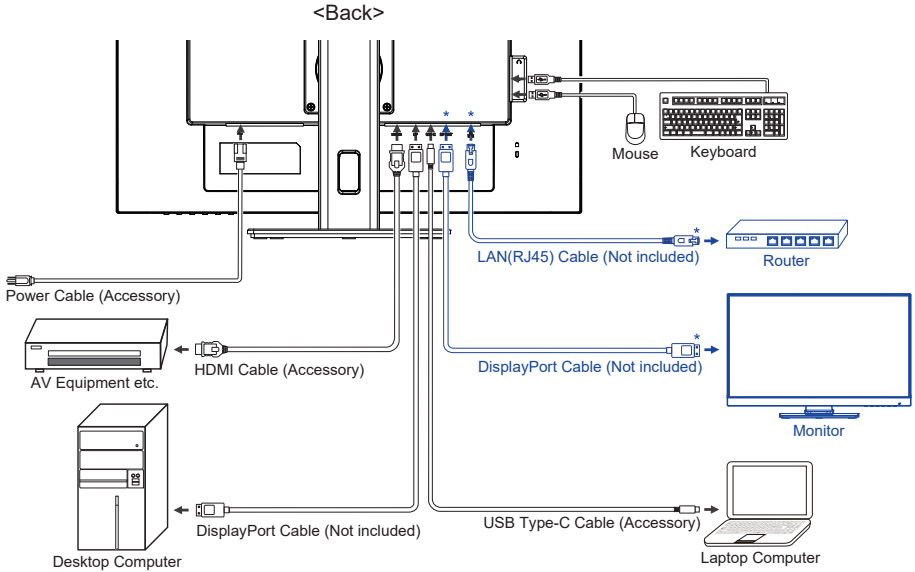 <Back>
*
*
Mouse
Keyboard
*
LAN(RJ45) Cable (Not included)
Router
Power Cable (Accessory)
*
HDMI Cable (Accessory)
DisplayPort Cable (Not included)
AV Equipment etc.
Monitor
DisplayPort Cable (Not included)
USB Type-C Cable (Accessory)
Desktop Computer
Laptop Computer